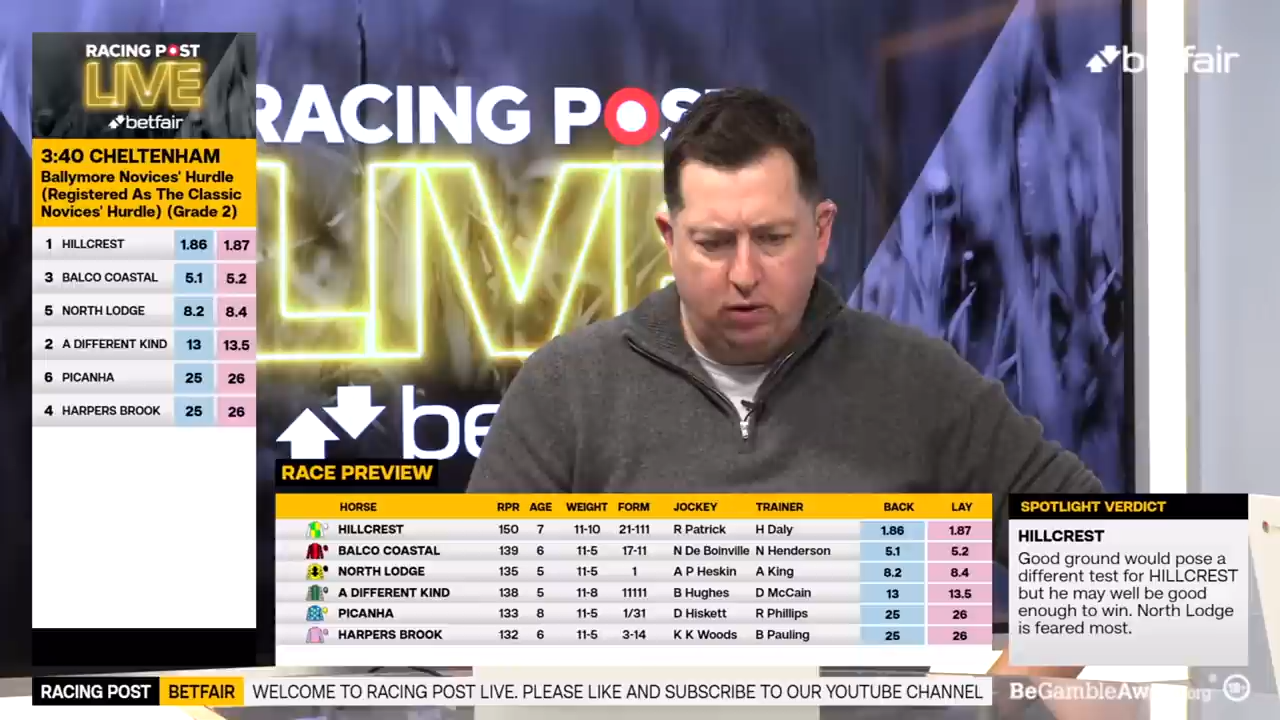 RACING POST
LIVE
betfair
3:40 CHELTENHAM
Ballymore Novices' Hurdle
(Registered As The Classic
Novices' Hurdle) (Grade 2)
1 HILLCREST 1.86 1.87
3 BALCO COASTAL 5.1 5.2
5 NORTH LODGE 8.2 8.4
2 A DIFFERENT KIND 13 13.5
6 PICANHA 25 26
4 HARPERS BROOK 25 26
RACING POS
LIVE
be
betfair
RACE PREVIEW
HORSE RPR AGE WEIGHT FORM JOCKEY TRAINER BACK LAY
HILLCREST 150 7 11-10 21-111 R Patrick H Daly 1.86 1.87
BALCO COASTAL 139 6 11-5 17-11 N De Boinville N Henderson 5.1 5.2
NORTH LODGE 135 5 11-5 1 A P Heskin A King 8.2 8.4
A DIFFERENT KIND 138 5 11-8 11111 B Hughes D McCain 13 13.5
PICANHA 133 8 11-5 1/31 D Hiskett R Phillips 25 26
HARPERS BROOK 132 6 11-5 3-14 K K Woods B Pauling 25 26
SPOTLIGHT VERDICT
HILLCREST
Good ground would pose a
different test for HILLCREST
but he may well be good
enough to win. North Lodge
is feared most.
RACING POST BETFAIR WELCOME TO RACING POST LIVE. PLEASE LIKE AND SUBSCRIBE TO OUR YOUTUBE CHANNEL
BeGambleAware.org 18+